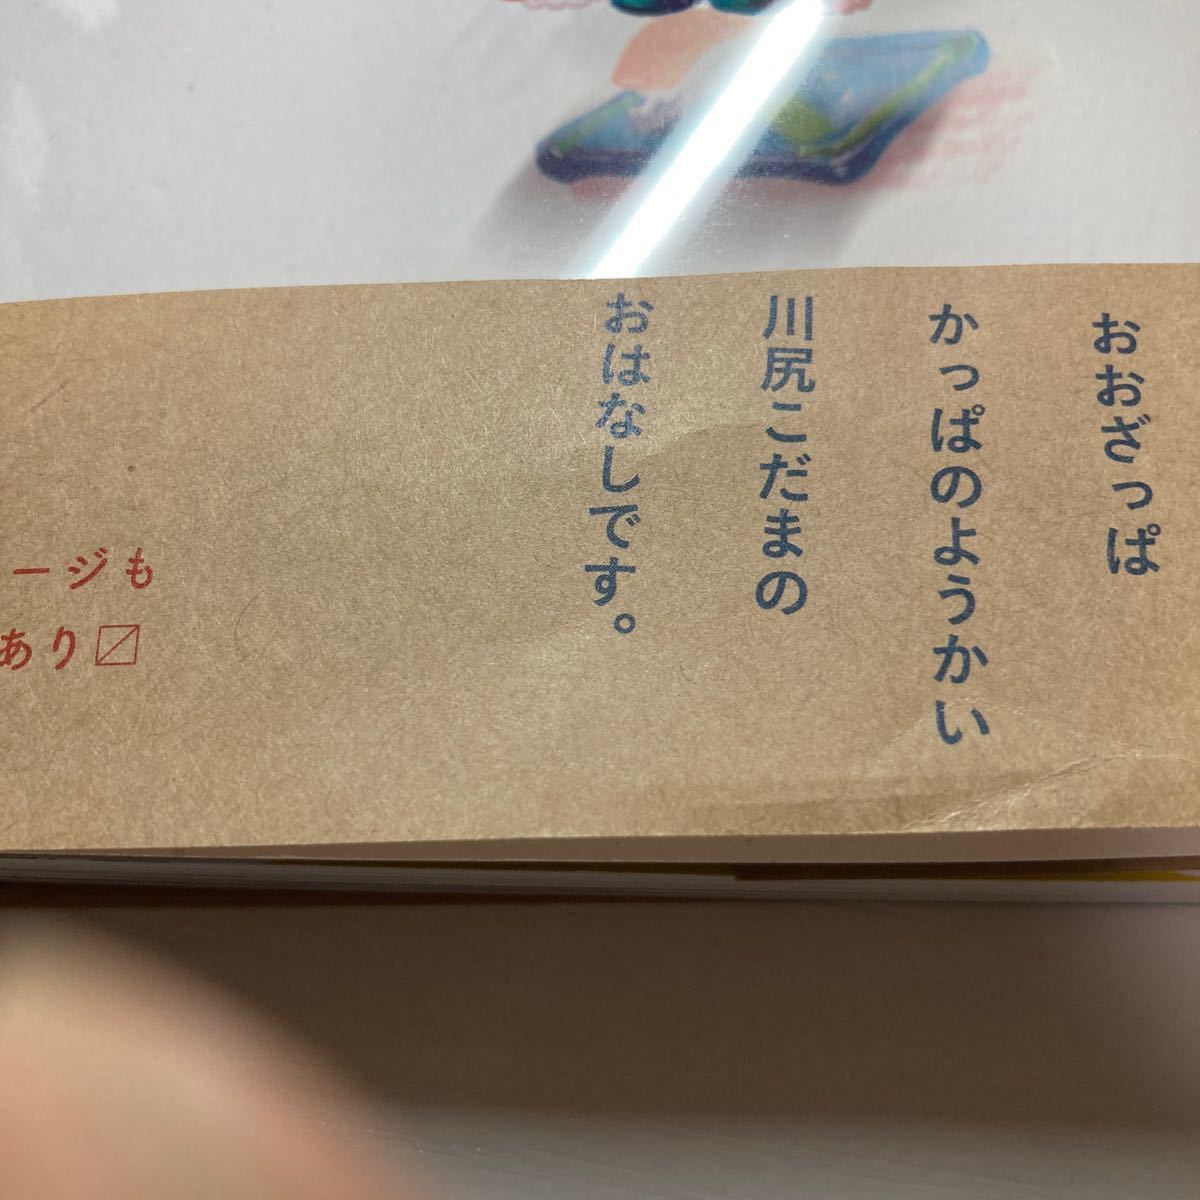 おおざっぱ
かっぱのようかい
川尻こだまの
おはなしです。
ージも
あり